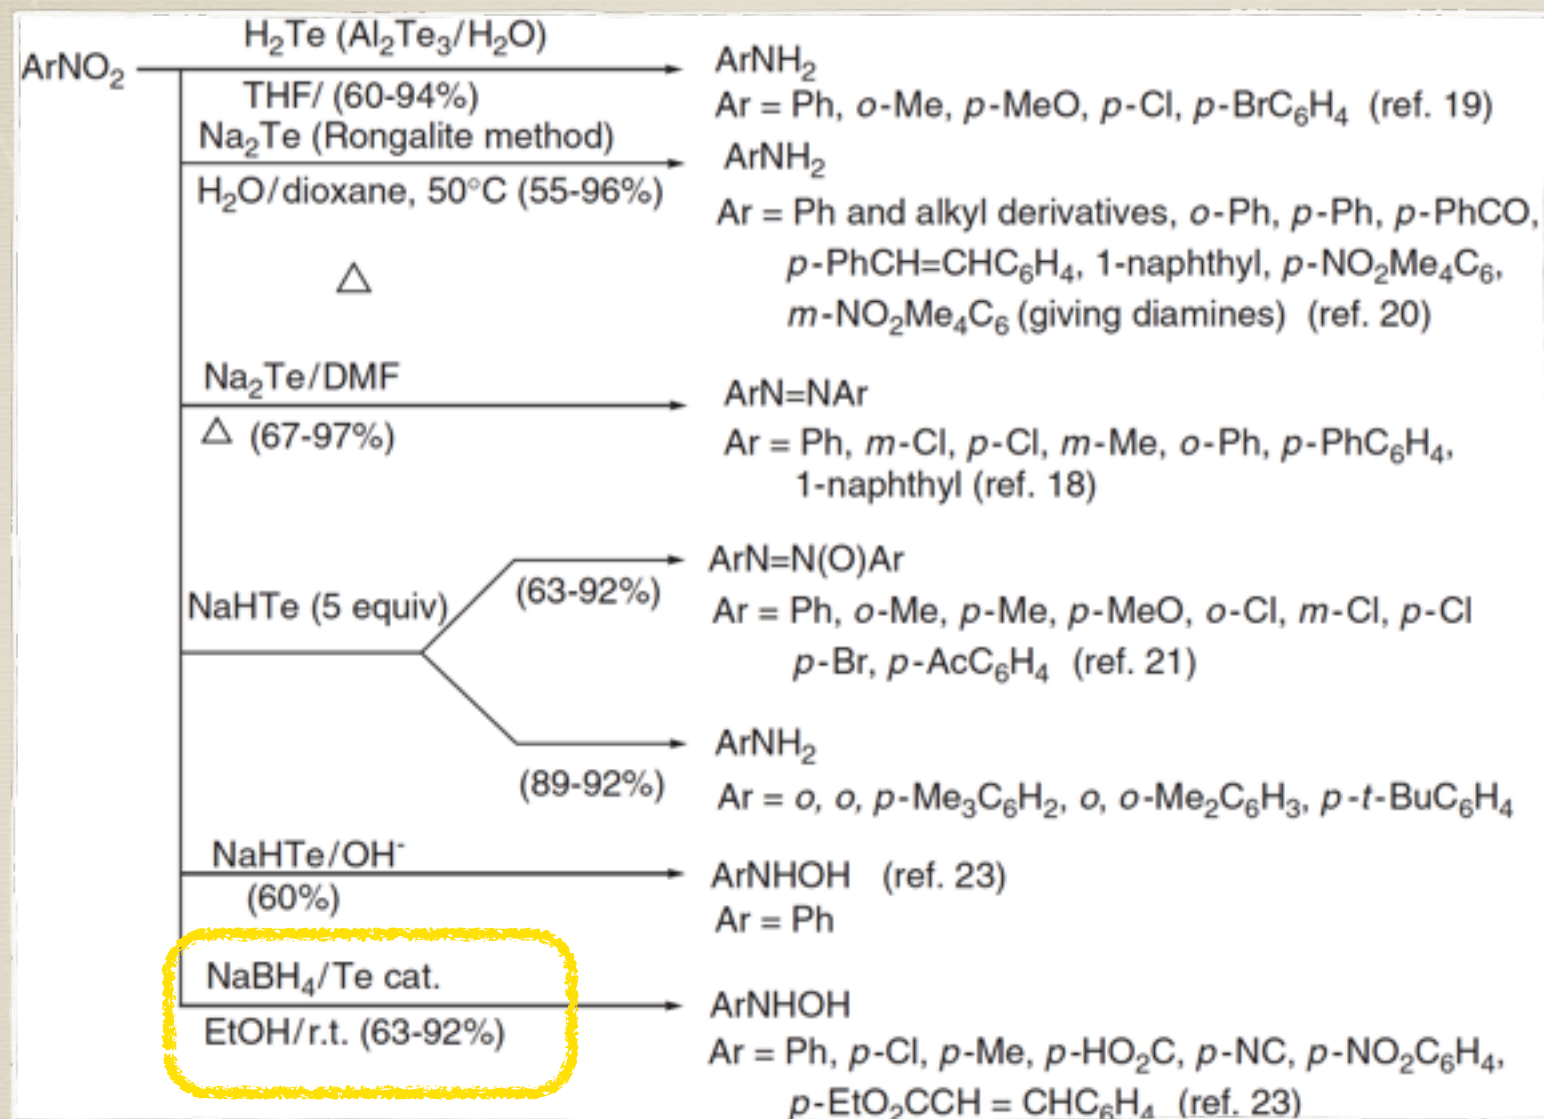 ArNO₂
H₂Te (Al₂Te₃/H₂O)
THF/ (60-94%)
ArNH₂
Ar = Ph, o-Me, p-MeO, p-Cl, p-BrC₆H₄ (ref. 19)
Na₂Te (Rongalite method)
H₂O/dioxane, 50°C (55-96%)
△
ArNH₂
Ar = Ph and alkyl derivatives, o-Ph, p-Ph, p-PhCO,
p-PhCH=CHC₆H₄, 1-naphthyl, p-NO₂Me₄C₆,
m-NO₂Me₄C₆ (giving diamines) (ref. 20)
Na₂Te/DMF
△ (67-97%)
ArN=NAr
Ar = Ph, m-Cl, p-Cl, m-Me, o-Ph, p-PhC₆H₄,
1-naphthyl (ref. 18)
NaHTe (5 equiv)
(63-92%)
ArN=N(O)Ar
Ar = Ph, o-Me, p-Me, p-MeO, o-Cl, m-Cl, p-Cl
p-Br, p-AcC₆H₄ (ref. 21)
(89-92%)
ArNH₂
Ar = o, o, p-Me₃C₆H₂, o, o-Me₂C₆H₃, p-t-BuC₆H₄
NaHTe/OH⁻
(60%)
ArNHOH (ref. 23)
Ar = Ph
NaBH₄/Te cat.
EtOH/r.t. (63-92%)
ArNHOH
Ar = Ph, p-Cl, p-Me, p-HO₂C, p-NC, p-NO₂C₆H₄,
p-EtO₂CCH = CHC₆H₄ (ref. 23)